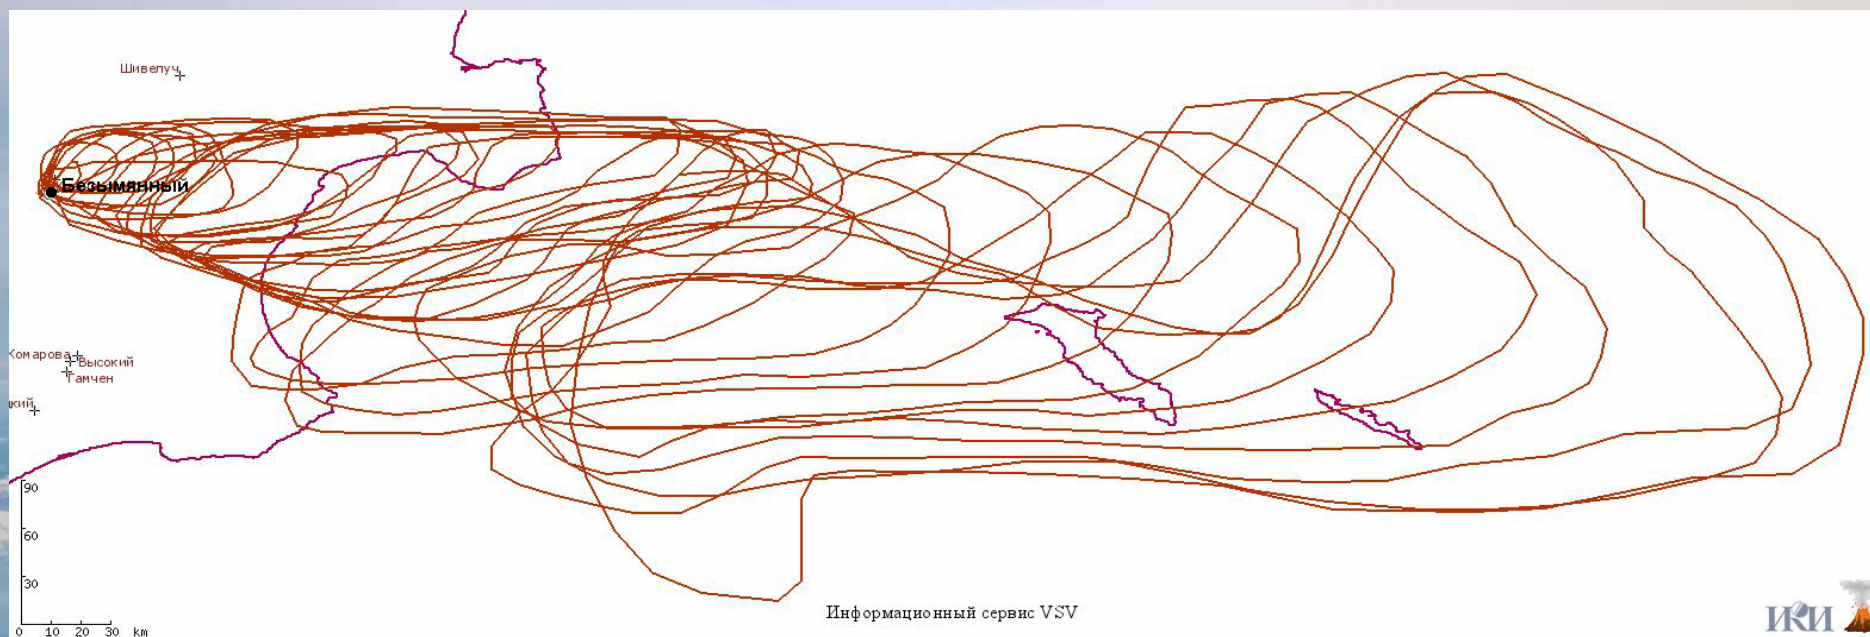 Шивелуч
Безымянный
Комарова
Высокий
Гамчен
кий
90
60
30
0 10 20 30 km
Информационный сервис VSV
ИКИ